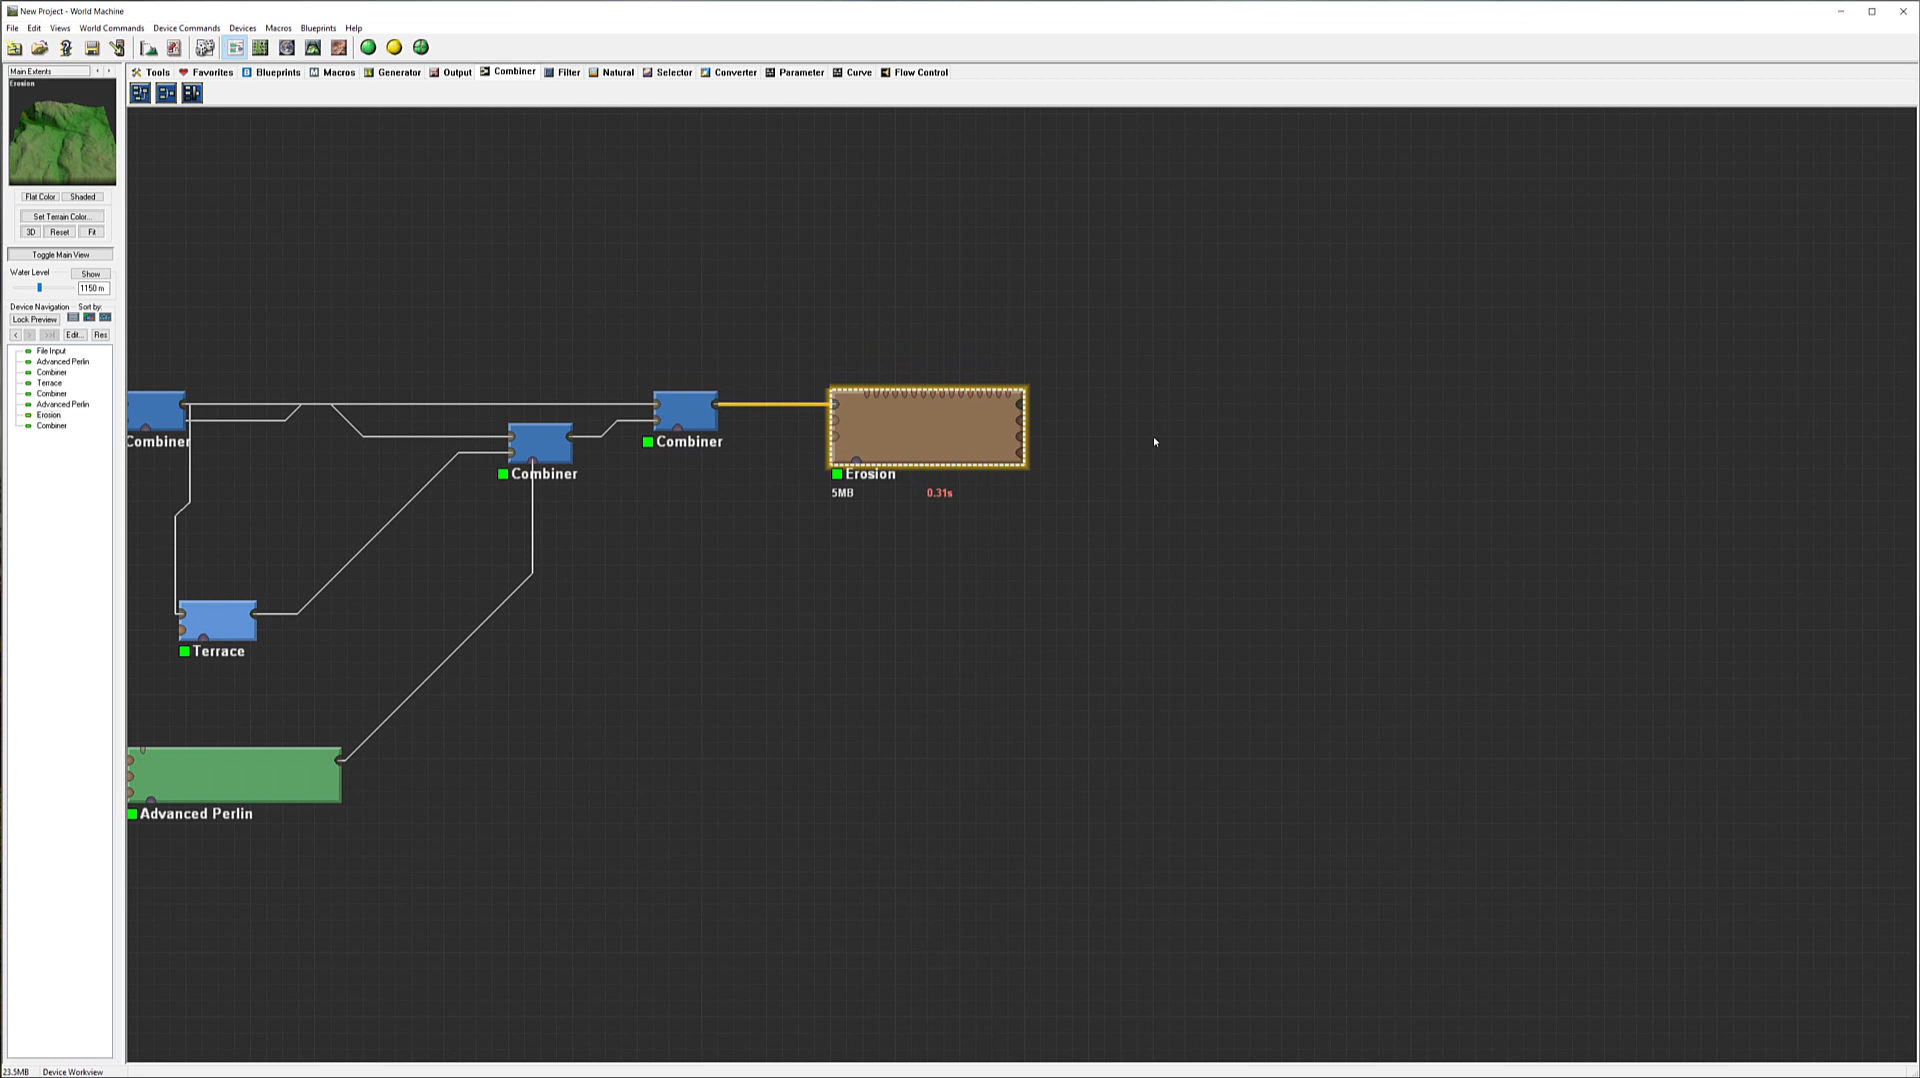 New Project - World Machine
File Edit Views World Commands Device Commands Devices Macros Blueprints Help
Main Extents
Tools Favorites Blueprints Macros Generator Output Combiner Filter Natural Selector Converter Parameter Curve Flow Control
Erosion
Flat Color Shaded
Set Terrain Color...
3D Reset Fit
Toggle Main View
Water Level Show
1150 m
Device Navigation Sort by:
Lock Preview
< > >>| Edit... Res
File Input
Advanced Perlin
Combiner
Terrace
Combiner
Advanced Perlin
Erosion
Combiner
Combiner
Combiner
Combiner
Erosion
5MB 0.31s
Terrace
Advanced Perlin
23.5MB Device Workview